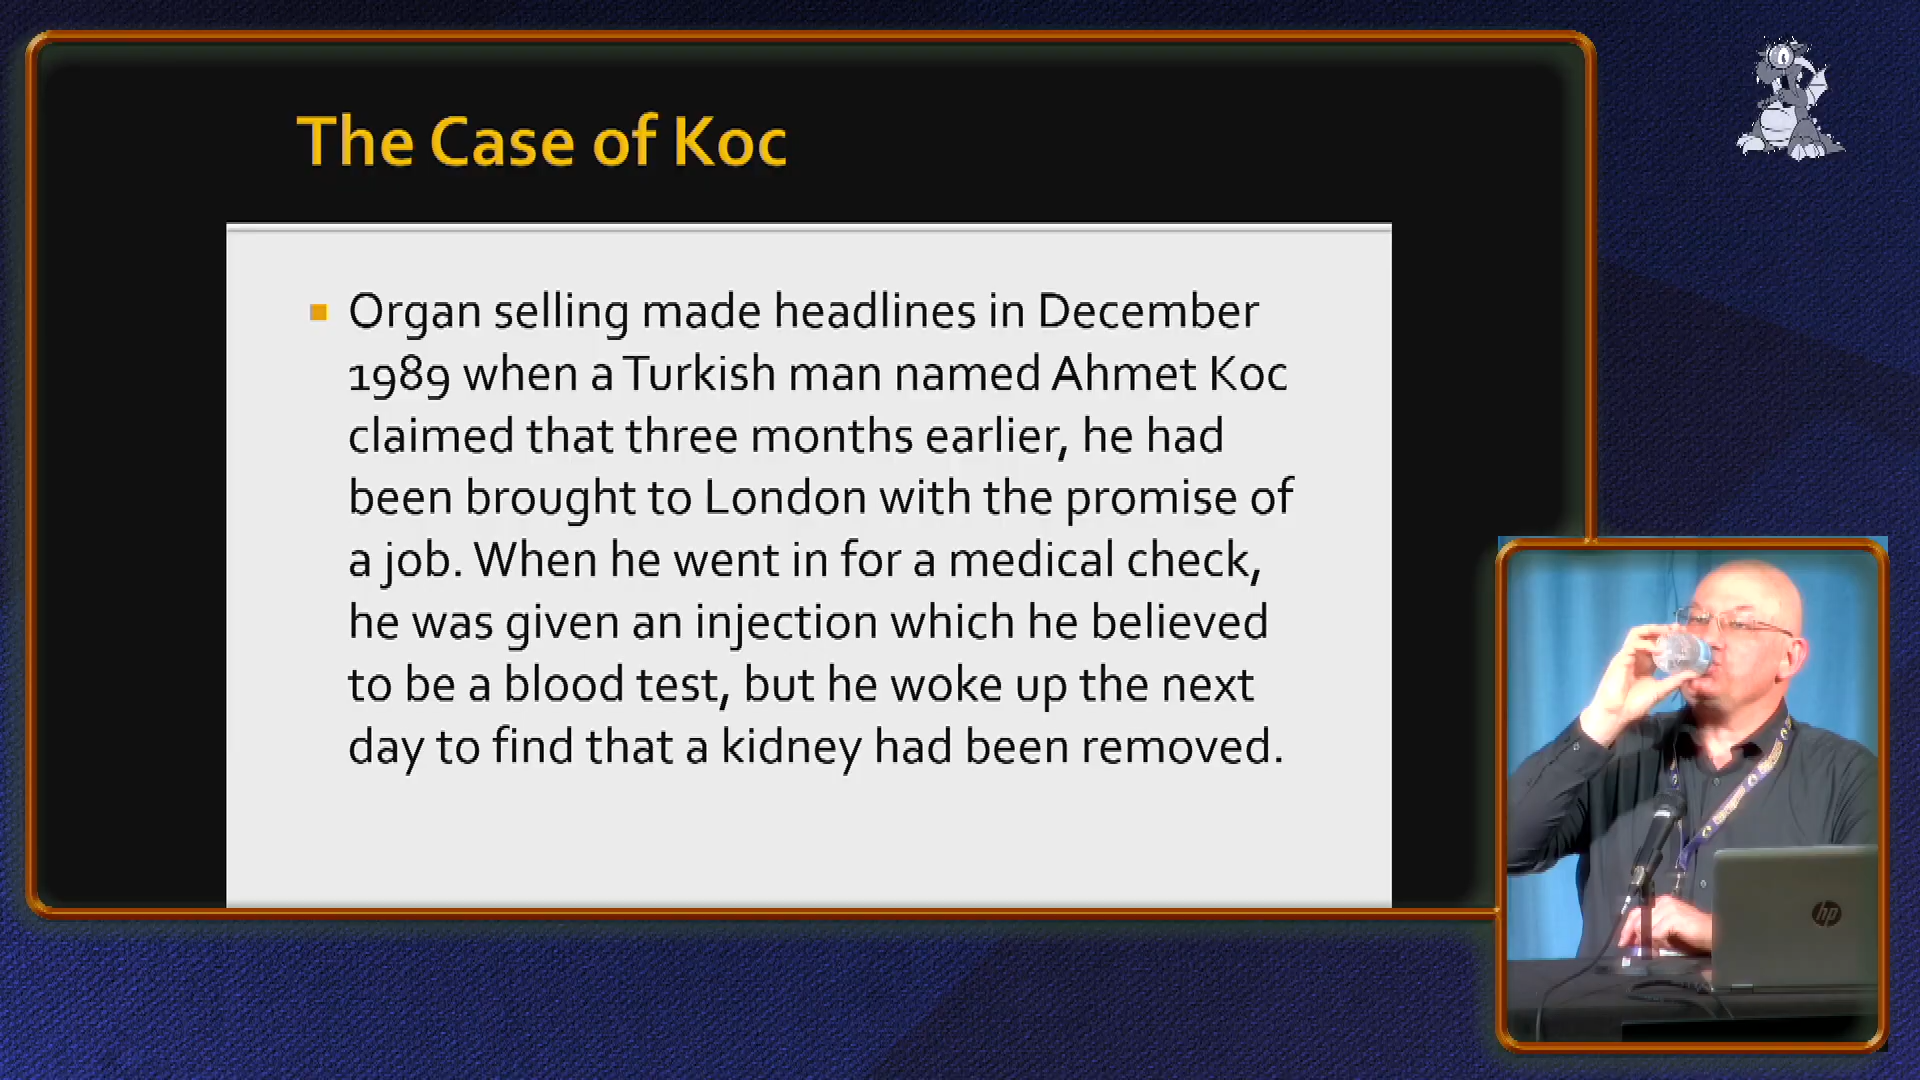 The Case of Koc
Organ selling made headlines in December
1989 when a Turkish man named Ahmet Koc
claimed that three months earlier, he had
been brought to London with the promise of
a job. When he went in for a medical check,
he was given an injection which he believed
to be a blood test, but he woke up the next
day to find that a kidney had been removed.
hp